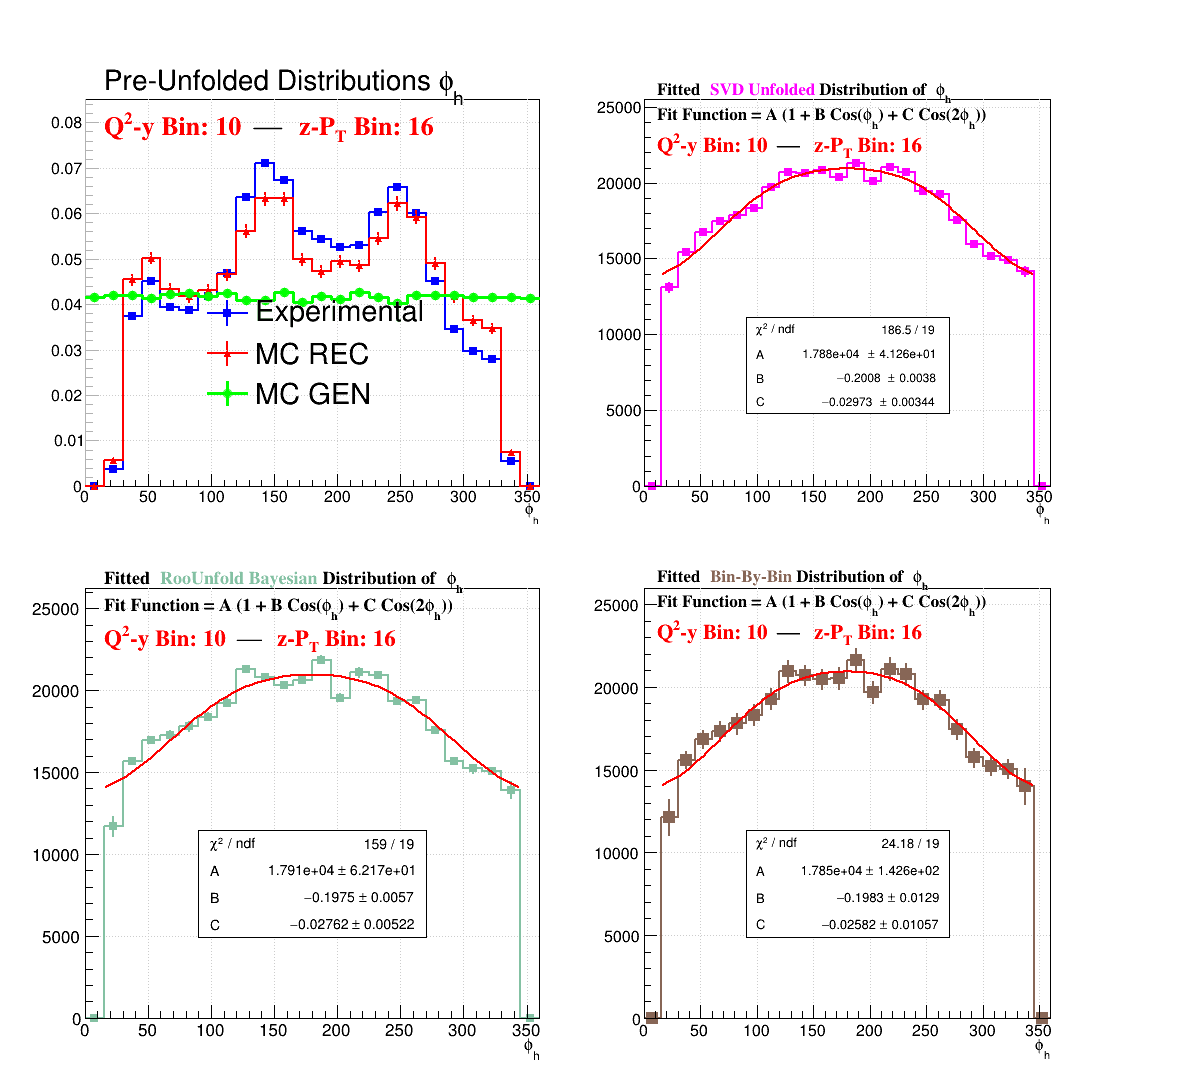 Pre-Unfolded Distributions ϕh
Q2-y Bin: 10 — z-PT Bin: 16
0.08
0.07
0.06
0.05
0.04
0.03
0.02
0.01
0
Experimental
MC REC
MC GEN
0 50 100 150 200 250 300 350
ϕh
Fitted SVD Unfolded Distribution of ϕh
Fit Function = A (1 + B Cos(ϕh) + C Cos(2ϕh))
Q2-y Bin: 10 — z-PT Bin: 16
25000
20000
15000
10000
5000
0
χ2 / ndf 186.5 / 19
A 1.788e+04 ± 4.126e+01
B −0.2008 ± 0.0038
C −0.02973 ± 0.00344
0 50 100 150 200 250 300 350
ϕh
Fitted RooUnfold Bayesian Distribution of ϕh
Fit Function = A (1 + B Cos(ϕh) + C Cos(2ϕh))
Q2-y Bin: 10 — z-PT Bin: 16
25000
20000
15000
10000
5000
0
χ2 / ndf 159 / 19
A 1.791e+04 ± 6.217e+01
B −0.1975 ± 0.0057
C −0.02762 ± 0.00522
0 50 100 150 200 250 300 350
ϕh
Fitted Bin-By-Bin Distribution of ϕh
Fit Function = A (1 + B Cos(ϕh) + C Cos(2ϕh))
Q2-y Bin: 10 — z-PT Bin: 16
25000
20000
15000
10000
5000
0
χ2 / ndf 24.18 / 19
A 1.785e+04 ± 1.426e+02
B −0.1983 ± 0.0129
C −0.02582 ± 0.01057
0 50 100 150 200 250 300 350
ϕh